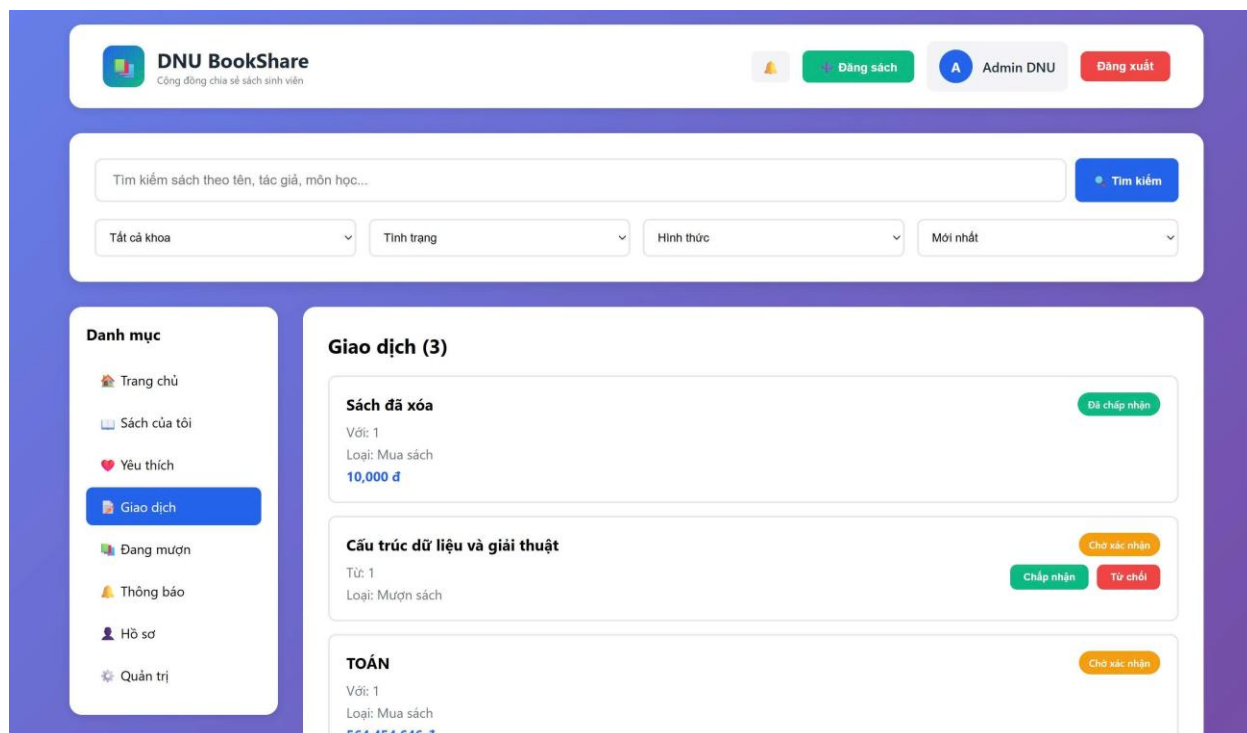 DNU BookShare
Cộng đồng chia sẻ sách sinh viên
Đăng sách
A
Admin DNU
Đăng xuất
Tìm kiếm sách theo tên, tác giả, môn học...
Tìm kiếm
Tất cả khoa
Tình trạng
Hình thức
Mới nhất
Danh mục
Trang chủ
Sách của tôi
Yêu thích
Giao dịch
Đang mượn
Thông báo
Hồ sơ
Quản trị
Giao dịch (3)
Sách đã xóa
Đã chấp nhận
Với: 1
Loại: Mua sách
10,000 đ
Cấu trúc dữ liệu và giải thuật
Chờ xác nhận
Từ: 1
Chấp nhận
Từ chối
Loại: Mượn sách
TOÁN
Chờ xác nhận
Với: 1
Loại: Mua sách